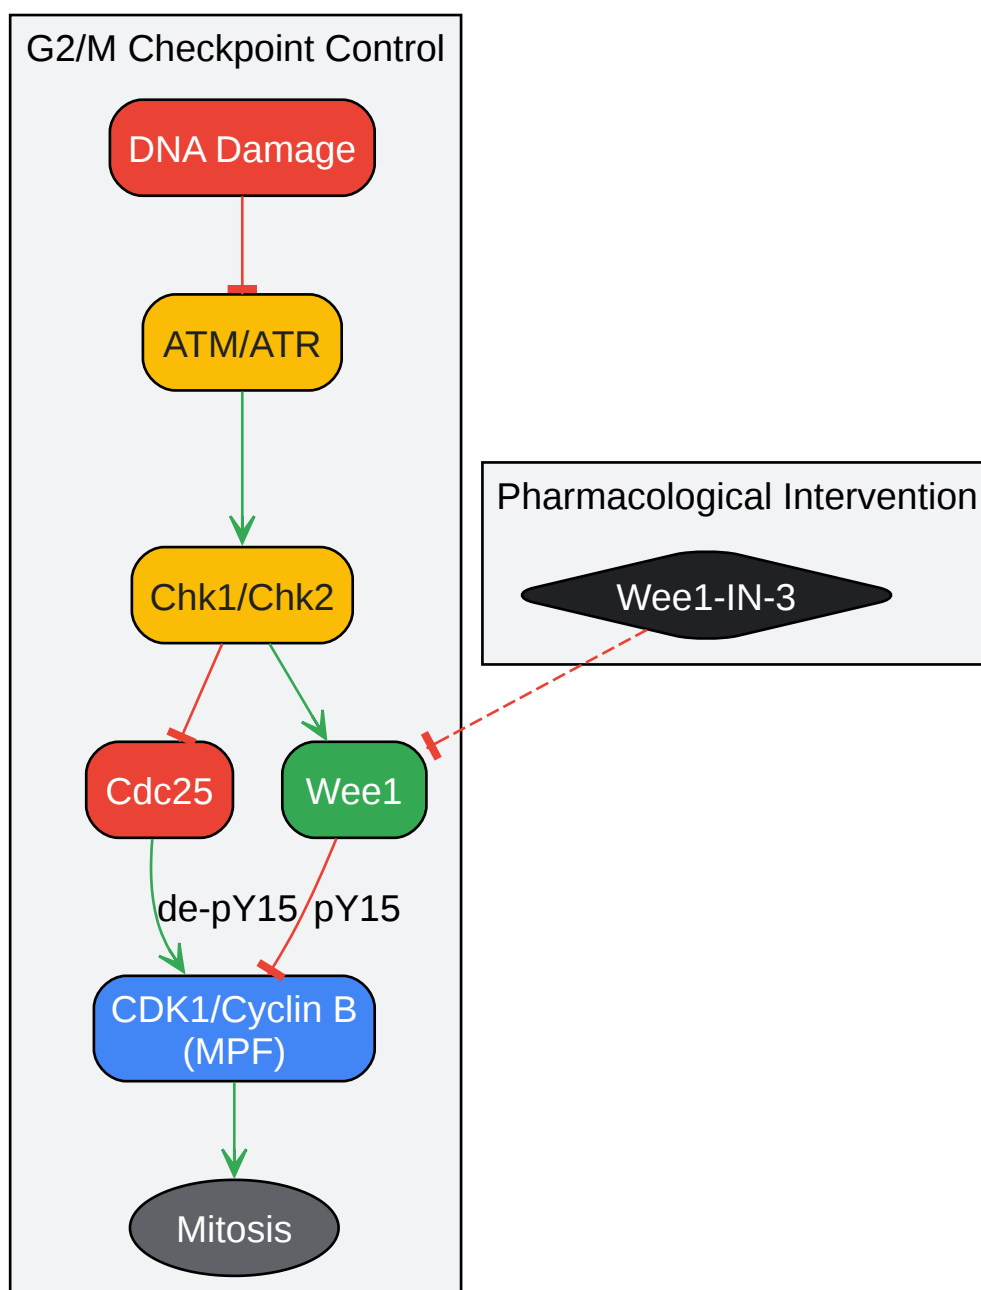 G2/M Checkpoint Control
DNA Damage
ATM/ATR
Pharmacological Intervention
Chk1/Chk2
Wee1-IN-3
Cdc25
Wee1
de-pY15
pY15
CDK1/Cyclin B
(MPF)
Mitosis